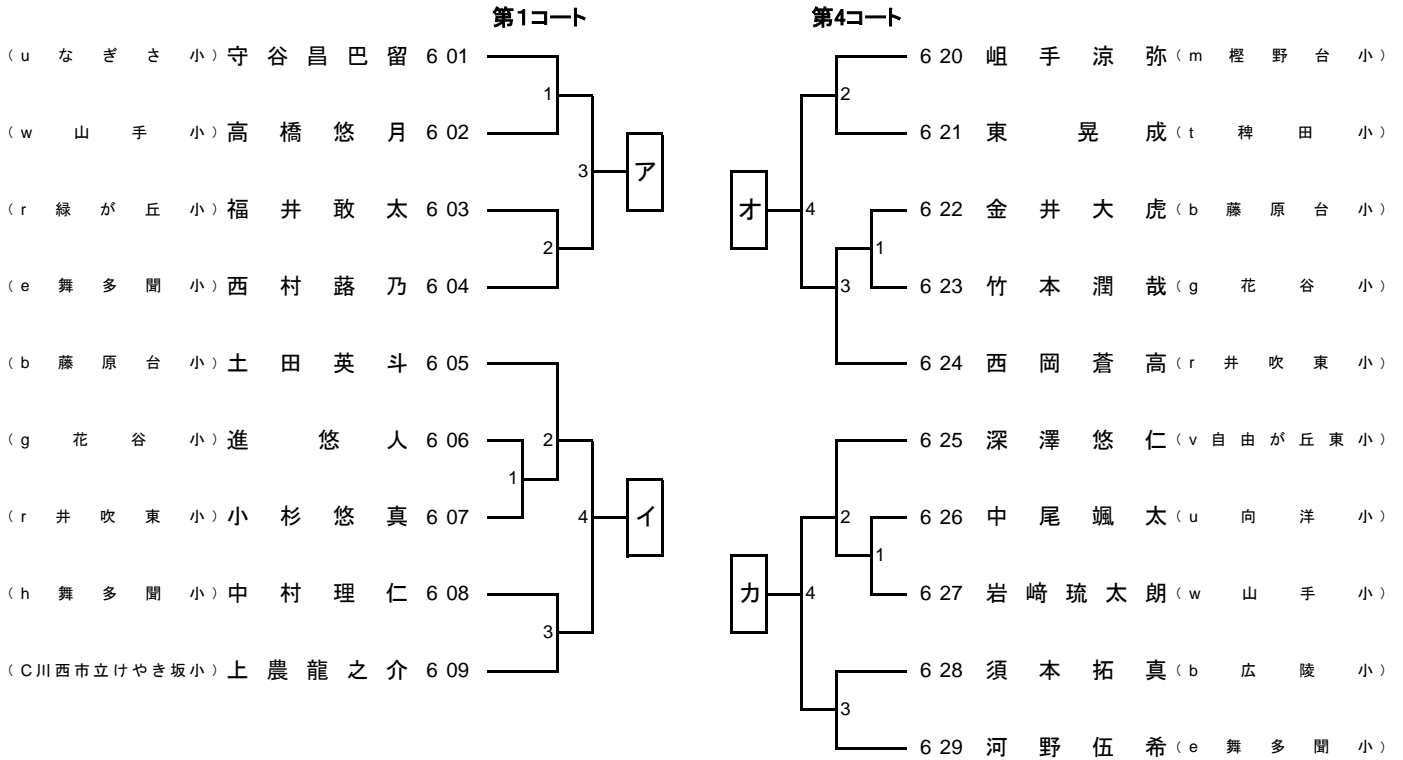 第1コート
(u なぎさ小) 守谷昌巴留 6 01
1
(w 山手小) 高橋悠月 6 02
3
ア
(r 緑が丘小) 福井敢太 6 03
2
(e 舞多聞小) 西村蕗乃 6 04
(b 藤原台小) 土田英斗 6 05
(g 花谷小) 進悠人 6 06
2
1
(r 井吹東小) 小杉悠真 6 07
4
イ
(h 舞多聞小) 中村理仁 6 08
3
(C川西市立けやき坂小) 上農龍之介 6 09
第4コート
6 20 岨手涼弥 (m 樫野台小)
2
6 21 東晃成 (t 稗田小)
オ
4
6 22 金井大虎 (b 藤原台小)
1
6 23 竹本潤哉 (g 花谷小)
3
6 24 西岡蒼高 (r 井吹東小)
6 25 深澤悠仁 (v 自由が丘東小)
2
6 26 中尾颯太 (u 向洋小)
1
6 27 岩﨑琉太朗 (w 山手小)
カ
4
6 28 須本拓真 (b 広陵小)
3
6 29 河野伍希 (e 舞多聞小)